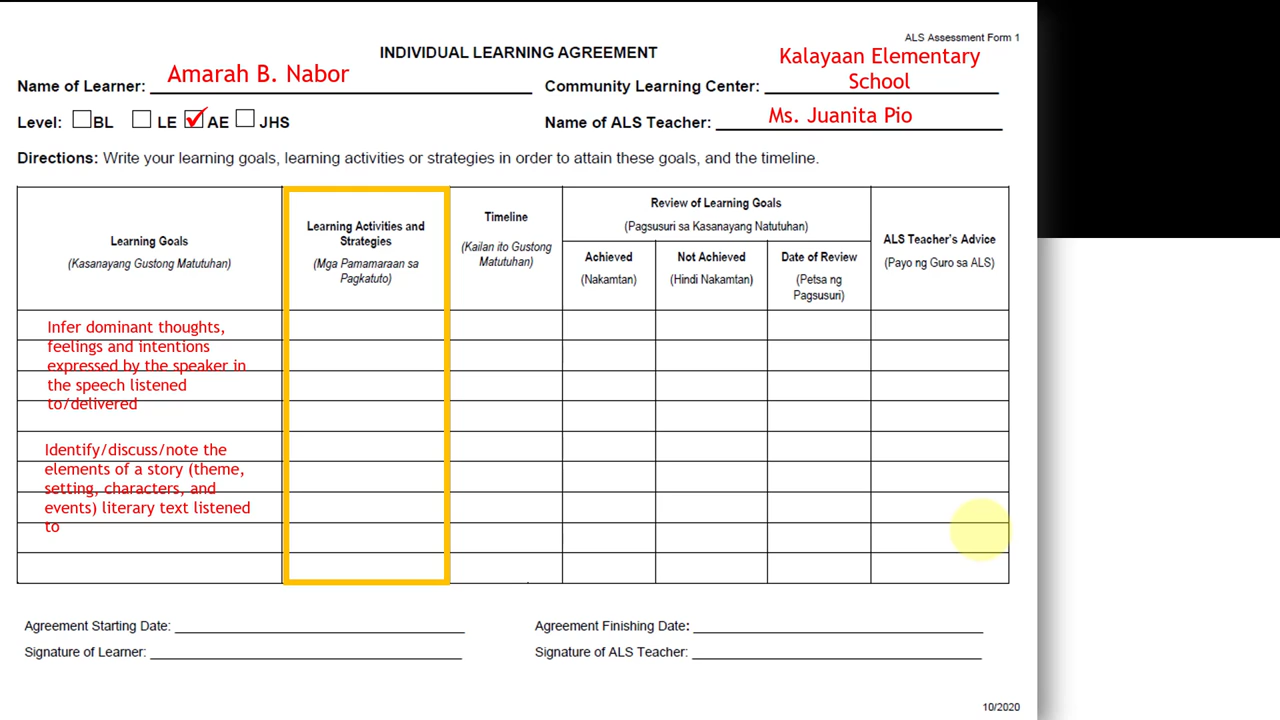 ALS Assessment Form 1
INDIVIDUAL LEARNING AGREEMENT
Name of Learner: Amarah B. Nabor
Community Learning Center: Kalayaan Elementary
School
Level: BL LE AE JHS
Name of ALS Teacher: Ms. Juanita Pio
Directions: Write your learning goals, learning activities or strategies in order to attain these goals, and the timeline.
Learning Goals
(Kasanayang Gustong Matutuhan)
Learning Activities and
Strategies
(Mga Pamamaraan sa
Pagkatuto)
Timeline
(Kailan ito Gustong
Matutuhan)
Review of Learning Goals
(Pagsusuri sa Kasanayang Natutuhan)
Achieved
(Nakamtan)
Not Achieved
(Hindi Nakamtan)
Date of Review
(Petsa ng
Pagsusuri)
ALS Teacher's Advice
(Payo ng Guro sa ALS)
Infer dominant thoughts,
feelings and intentions
expressed by the speaker in
the speech listened
to/delivered
Identify/discuss/note the
elements of a story (theme,
setting, characters, and
events) literary text listened
to
Agreement Starting Date:
Agreement Finishing Date:
Signature of Learner:
Signature of ALS Teacher:
10/2020